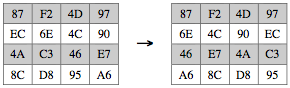 87 F2 4D 97 87 F2 4D 97
EC 6E 4C 90 6E 4C 90 EC
4A C3 46 E7 → 46 E7 4A C3
8C D8 95 A6 A6 8C D8 95